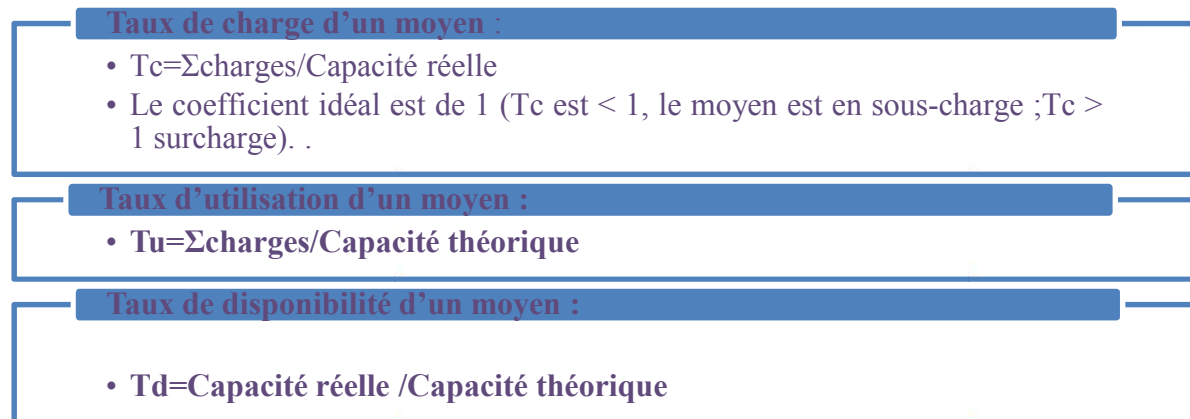 Taux de charge d’un moyen :
• Tc=Σcharges/Capacité réelle
• Le coefficient idéal est de 1 (Tc est < 1, le moyen est en sous-charge ;Tc >
1 surcharge). .
Taux d’utilisation d’un moyen :
• Tu=Σcharges/Capacité théorique
Taux de disponibilité d’un moyen :
• Td=Capacité réelle /Capacité théorique